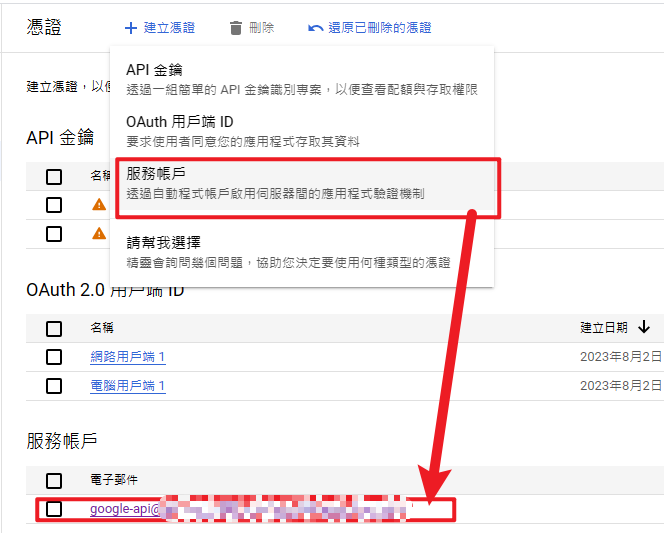 憑證
建立憑證
刪除
還原已刪除的憑證
建立憑證,以
API 金鑰
透過一組簡單的 API 金鑰識別專案,以便查看配額與存取權限
OAuth 用戶端 ID
要求使用者同意您的應用程式存取其資料
服務帳戶
透過自動程式帳戶啟用伺服器間的應用程式驗證機制
請幫我選擇
精靈會詢問幾個問題,協助您決定要使用何種類型的憑證
API 金鑰
名稱
OAuth 2.0 用戶端 ID
名稱
建立日期
網路用戶端 1
2023年8月2日
電腦用戶端 1
2023年8月2日
服務帳戶
電子郵件
google-api@